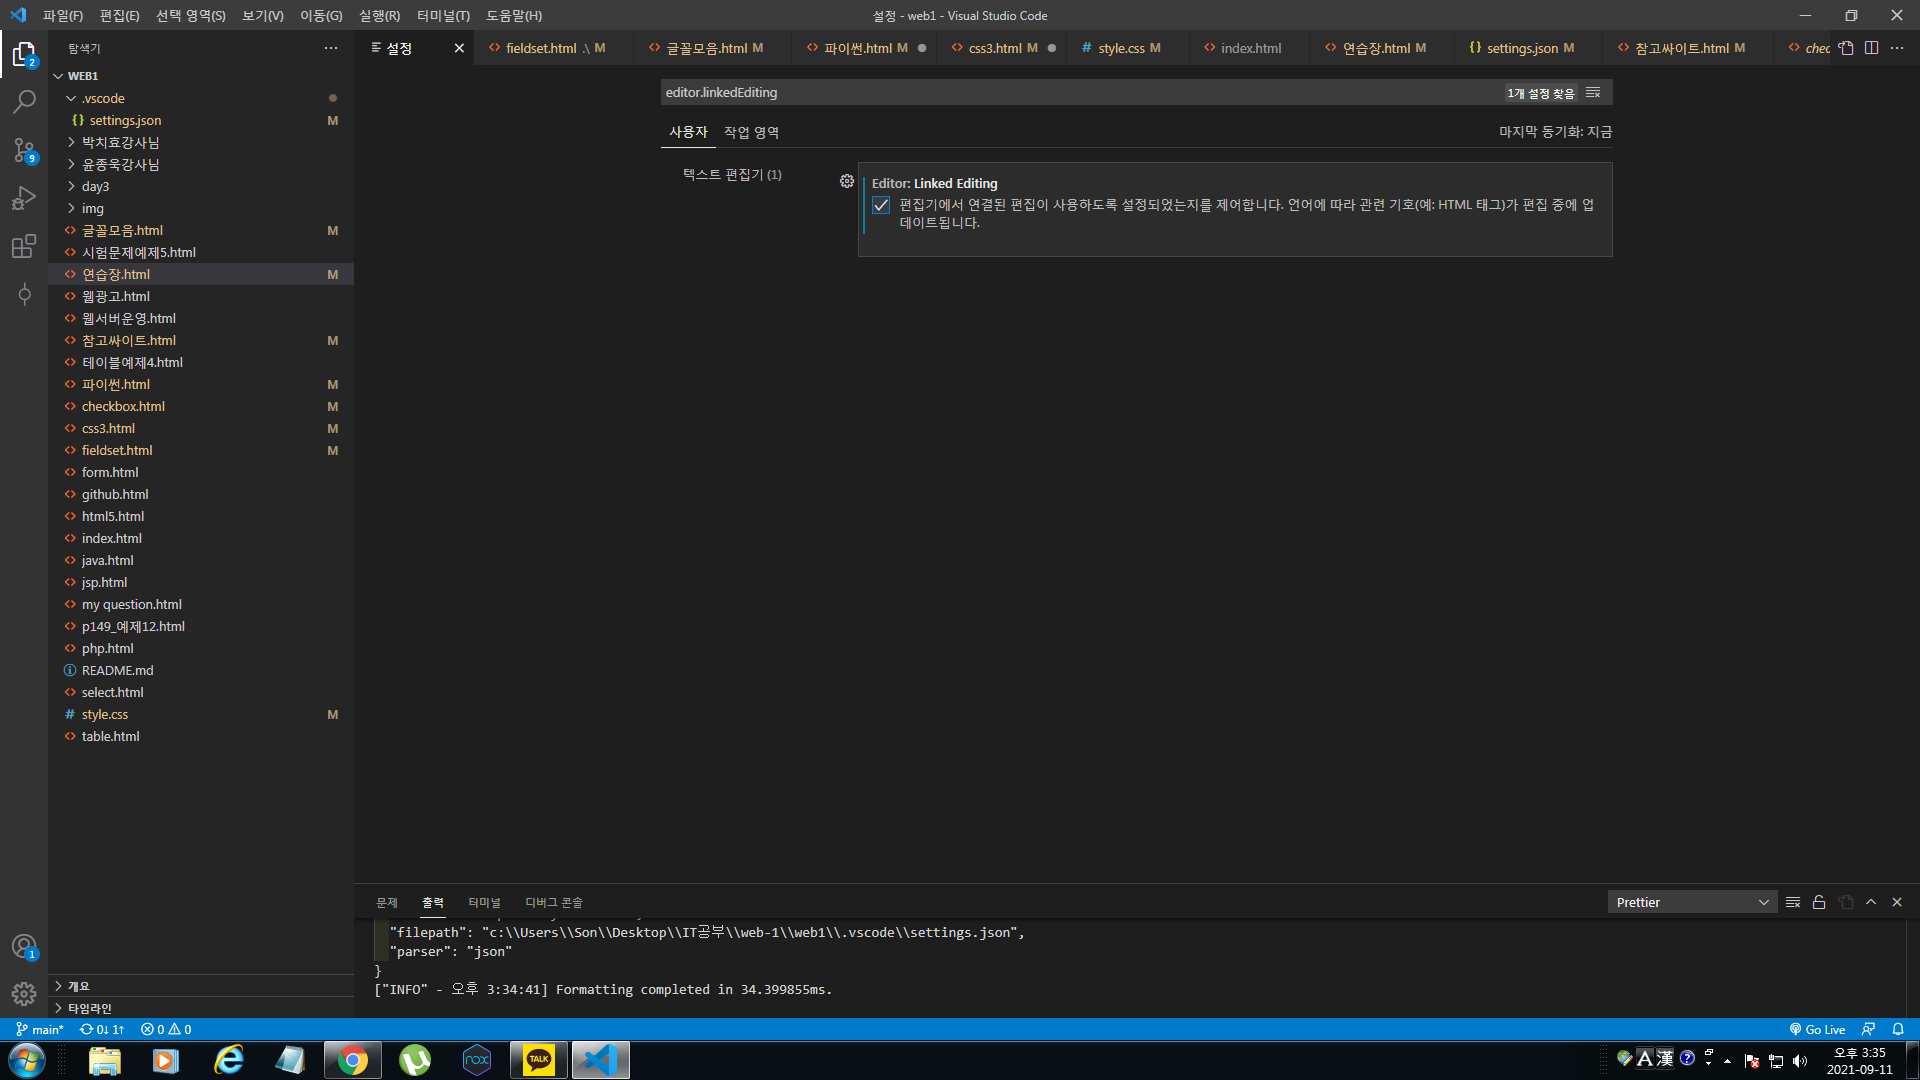 파일(F) 편집(E) 선택 영역(S) 보기(V) 이동(G) 실행(R) 터미널(T) 도움말(H) 설정 - web1 - Visual Studio Code
탐색기
설정 fieldset.html .\ M 글꼴모음.html M 파이썬.html M css3.html M style.css M index.html 연습장.html M settings.json M 참고싸이트.html M chec
WEB1
.vscode
settings.json M
박치효강사님
윤종욱강사님
day3
img
글꼴모음.html M
시험문제예제5.html
연습장.html M
웹광고.html
웹서버운영.html
참고싸이트.html M
테이블예제4.html
파이썬.html M
checkbox.html M
css3.html M
fieldset.html M
form.html
github.html
html5.html
index.html
java.html
jsp.html
my question.html
p149_예제12.html
php.html
README.md
select.html
style.css M
table.html
개요
타임라인
2
9
1
editor.linkedEditing
1개 설정 찾음
사용자 작업 영역 마지막 동기화: 지금
텍스트 편집기 (1)
Editor: Linked Editing
편집기에서 연결된 편집이 사용하도록 설정되었는지를 제어합니다. 언어에 따라 관련 기호(예: HTML 태그)가 편집 중에 업
데이트됩니다.
문제 출력 터미널 디버그 콘솔 Prettier
"filepath": "c:\\Users\\Son\\Desktop\\IT공부\\web-1\\web1\\.vscode\\settings.json",
"parser": "json"
}
["INFO" - 오후 3:34:41] Formatting completed in 34.399855ms.
main* 0↓ 1↑ 0 0 Go Live
nox TALK A 漢 ? 오후 3:35
2021-09-11